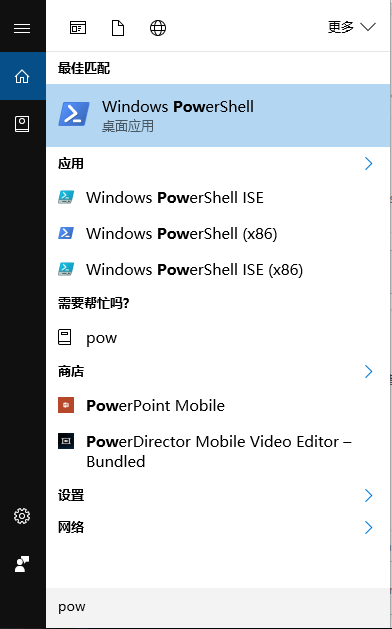 更多
最佳匹配
Windows PowerShell
桌面应用
应用
Windows PowerShell ISE
Windows PowerShell (x86)
Windows PowerShell ISE (x86)
需要帮忙吗?
pow
商店
PowerPoint Mobile
PowerDirector Mobile Video Editor –
Bundled
设置
网络
pow